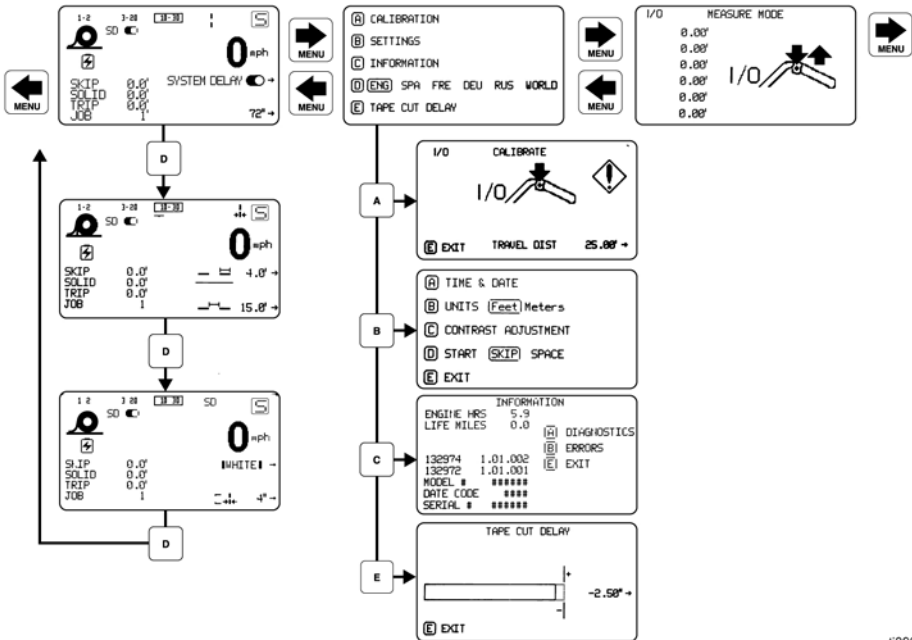 1-2 3-20 10-30
SD
S
0 mph
SYSTEM DELAY
SKIP 0.0'
SOLID 0.0'
TRIP 0.0'
JOB 1'
72"
MENU
MENU
MENU
A CALIBRATION
B SETTINGS
C INFORMATION
D ENG SPA FRE DEU RUS WORLD
E TAPE CUT DELAY
MENU
MENU
I/O MEASURE MODE
0.00'
0.00'
0.00'
0.00'
0.00'
0.00'
I/O
MENU
D
1-2 3-20 10-30
SD
S
0 mph
SKIP 0.0'
SOLID 0.0'
TRIP 0.0'
JOB 1
4.0'
15.0'
D
1 2 3 20 10 30
SD SD
S
0 mph
SKIP 0.0'
SOLID 0.0'
TRIP 0.0'
JOB 1
WHITE
4"
D
A
I/O CALIBRATE
I/O
!
E EXIT TRAVEL DIST 25.00'
B
A TIME & DATE
B UNITS Feet Meters
C CONTRAST ADJUSTMENT
D START SKIP SPACE
E EXIT
C
INFORMATION
ENGINE HRS 5.9
LIFE MILES 0.0
A DIAGNOSTICS
B ERRORS
E EXIT
132974 1.01.002
132972 1.01.001
MODEL # ######
DATE CODE ####
SERIAL # ######
E
TAPE CUT DELAY
+
-
-2.50"
E EXIT